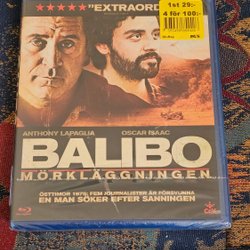 ★★★★★ "EXTRAORD
1st 29:-
4 för 100:-
ANTHONY LAPAGLIA OSCAR ISAAC
BALIBO
MÖRKLÄGGNINGEN
ÖSTTIMOR 1975: FEM JOURNALISTER ÄR FÖRSVUNNA
EN MAN SÖKER EFTER SANNINGEN